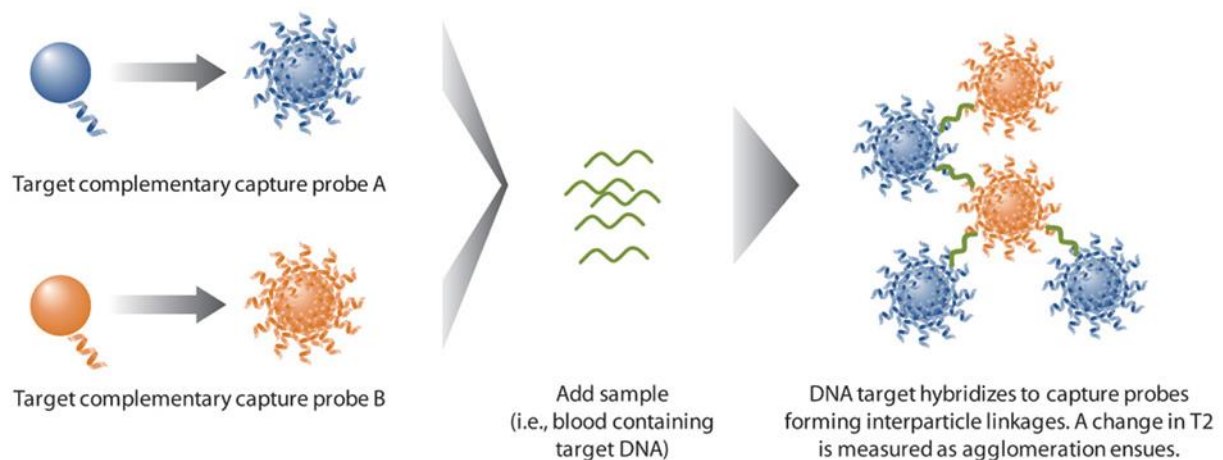 Target complementary capture probe A
Target complementary capture probe B
Add sample
(i.e., blood containing
target DNA)
DNA target hybridizes to capture probes
forming interparticle linkages. A change in T2
is measured as agglomeration ensues.